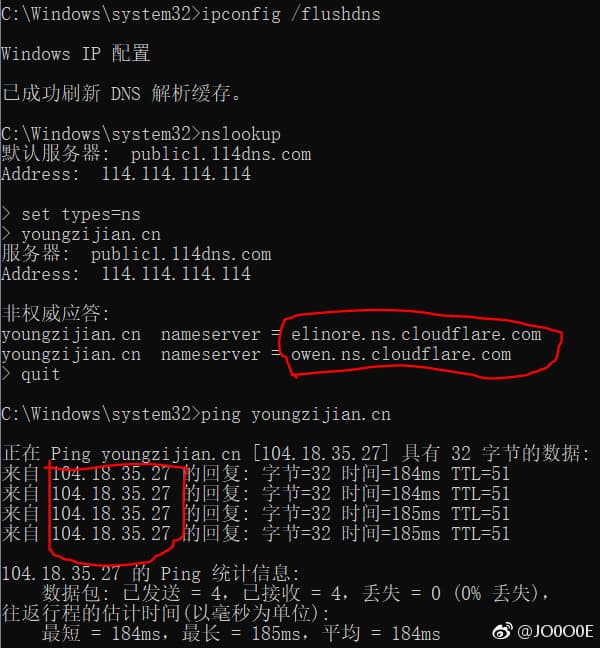 C:\Windows\system32>ipconfig /flushdns
Windows IP 配置
已成功刷新 DNS 解析缓存。
C:\Windows\system32>nslookup
默认服务器:  public1.114dns.com
Address:  114.114.114.114
> set types=ns
> youngzijian.cn
服务器:  public1.114dns.com
Address:  114.114.114.114
非权威应答:
youngzijian.cn  nameserver = elinore.ns.cloudflare.com
youngzijian.cn  nameserver = owen.ns.cloudflare.com
> quit
C:\Windows\system32>ping youngzijian.cn
正在 Ping youngzijian.cn [104.18.35.27] 具有 32 字节的数据:
来自 104.18.35.27 的回复: 字节=32 时间=184ms TTL=51
来自 104.18.35.27 的回复: 字节=32 时间=184ms TTL=51
来自 104.18.35.27 的回复: 字节=32 时间=185ms TTL=51
来自 104.18.35.27 的回复: 字节=32 时间=185ms TTL=51
104.18.35.27 的 Ping 统计信息:
数据包: 已发送 = 4，已接收 = 4，丢失 = 0 (0% 丢失)，
往返行程的估计时间(以毫秒为单位):
最短 = 184ms，最长 = 185ms，平均 = 184ms
@JO0O0E